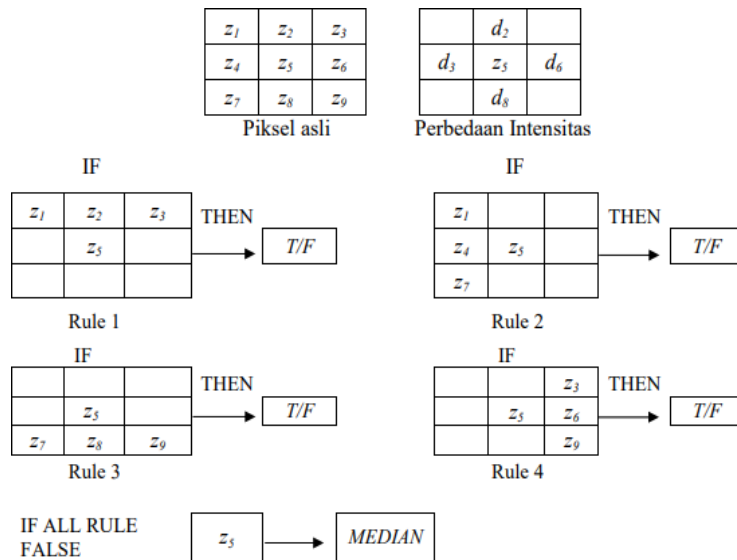 z1 z2 z3 d2
z4 z5 z6 d3 z5 d6
z7 z8 z9 d8
Piksel asli Perbedaan Intensitas
IF IF
z1 z2 z3 THEN z1 THEN
z5 T/F z4 z5 T/F
z7
Rule 1 Rule 2
IF IF
THEN z3 THEN
z5 T/F z5 z6 T/F
z7 z8 z9 z9
Rule 3 Rule 4
IF ALL RULE
FALSE
z5 MEDIAN